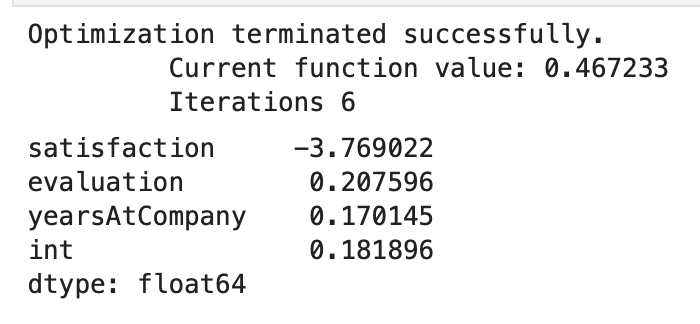 Optimization terminated successfully.
         Current function value: 0.467233
         Iterations 6
satisfaction     -3.769022
evaluation        0.207596
yearsAtCompany    0.170145
int               0.181896
dtype: float64